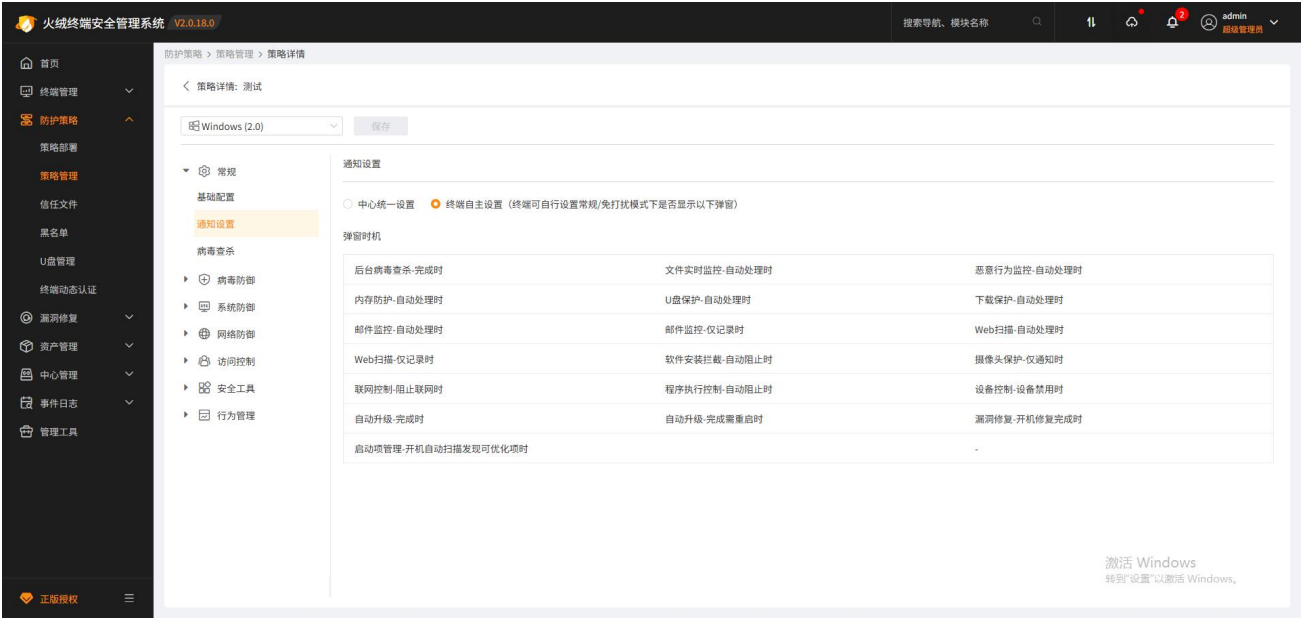 火绒终端安全管理系统 V2.0.18.0
搜索导航、模块名称
2
admin
超级管理员
首页
终端管理
防护策略
策略部署
策略管理
信任文件
黑名单
U盘管理
终端动态认证
漏洞修复
资产管理
中心管理
事件日志
管理工具
正版授权
防护策略 > 策略管理 > 策略详情
策略详情: 测试
Windows (2.0)
保存
常规
基础配置
通知设置
病毒查杀
病毒防御
系统防御
网络防御
访问控制
安全工具
行为管理
通知设置
中心统一设置 终端自主设置（终端可自行设置常规/免打扰模式下是否显示以下弹窗）
弹窗时机
后台病毒查杀-完成时 文件实时监控-自动处理时 恶意行为监控-自动处理时
内存防护-自动处理时 U盘保护-自动处理时 下载保护-自动处理时
邮件监控-自动处理时 邮件监控-仅记录时 Web扫描-自动处理时
Web扫描-仅记录时 软件安装拦截-自动阻止时 摄像头保护-仅通知时
联网控制-阻止联网时 程序执行控制-自动阻止时 设备控制-设备禁用时
自动升级-完成时 自动升级-完成需重启时 漏洞修复-开机修复完成时
启动项管理-开机自动扫描发现可优化项时 -
激活 Windows
转到"设置"以激活 Windows。